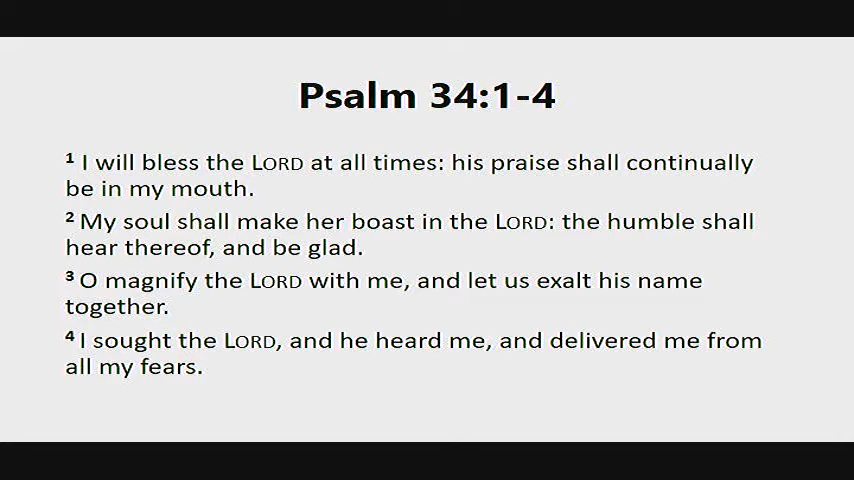 Psalm 34:1-4
1 I will bless the LORD at all times: his praise shall continually
be in my mouth.
2 My soul shall make her boast in the LORD: the humble shall
hear thereof, and be glad.
3 O magnify the LORD with me, and let us exalt his name
together.
4 I sought the LORD, and he heard me, and delivered me from
all my fears.